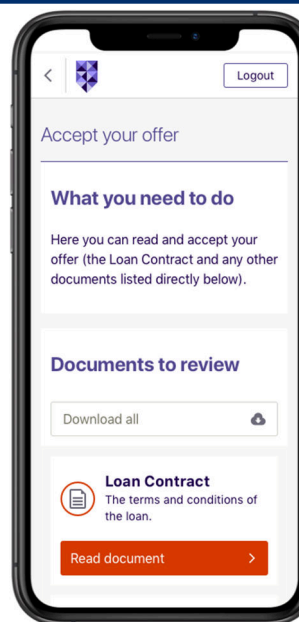 Logout
Accept your offer
What you need to do
Here you can read and accept your
offer (the Loan Contract and any other
documents listed directly below).
Documents to review
Download all
Loan Contract
The terms and conditions of
the loan.
Read document